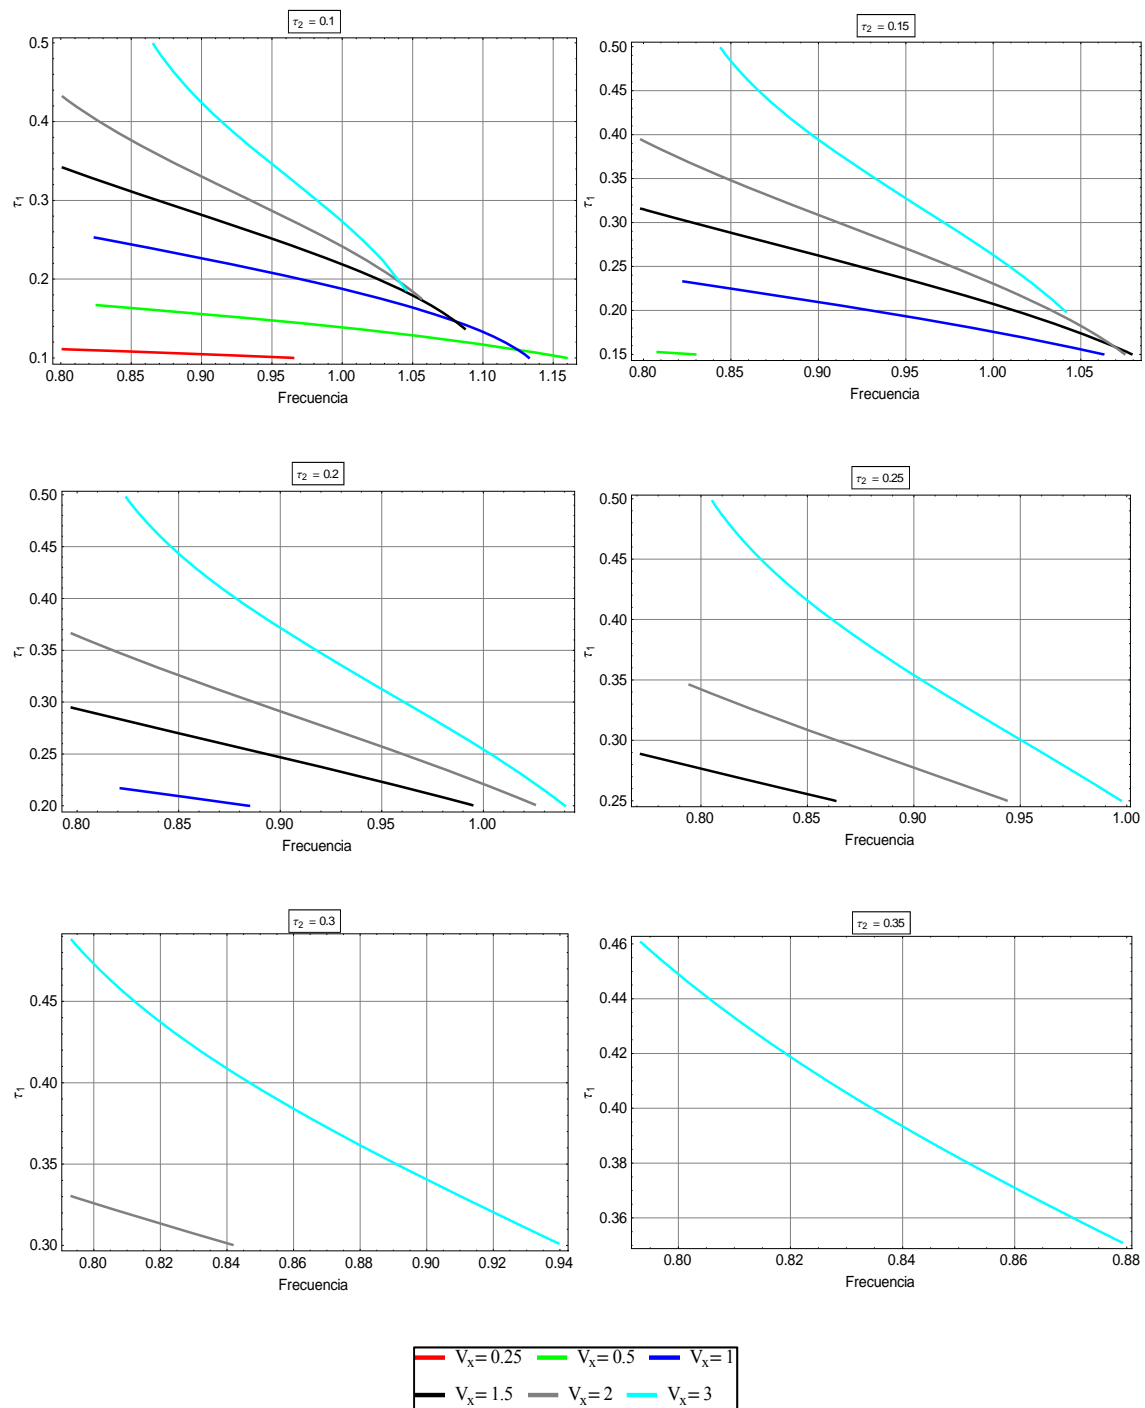 τ2 = 0.1
0.5
0.4
0.3
0.2
0.1
τ1
0.80 0.85 0.90 0.95 1.00 1.05 1.10 1.15
Frecuencia
τ2 = 0.15
0.50
0.45
0.40
0.35
0.30
0.25
0.20
0.15
τ1
0.80 0.85 0.90 0.95 1.00 1.05
Frecuencia
τ2 = 0.2
0.50
0.45
0.40
0.35
0.30
0.25
0.20
τ1
0.80 0.85 0.90 0.95 1.00
Frecuencia
τ2 = 0.25
0.50
0.45
0.40
0.35
0.30
0.25
τ1
0.80 0.85 0.90 0.95 1.00
Frecuencia
τ2 = 0.3
0.45
0.40
0.35
0.30
τ1
0.80 0.82 0.84 0.86 0.88 0.90 0.92 0.94
Frecuencia
τ2 = 0.35
0.46
0.44
0.42
0.40
0.38
0.36
τ1
0.80 0.82 0.84 0.86 0.88
Frecuencia
Vx= 0.25 Vx= 0.5 Vx= 1
Vx= 1.5 Vx= 2 Vx= 3